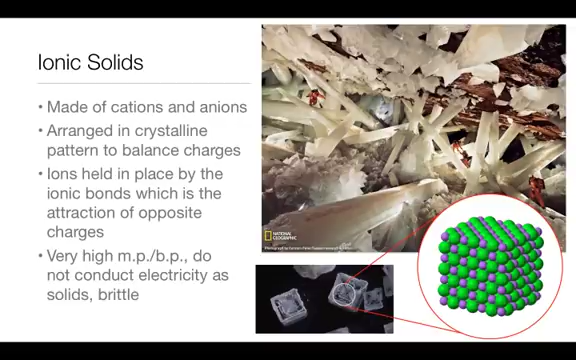 Ionic Solids
• Made of cations and anions
• Arranged in crystalline
pattern to balance charges
• Ions held in place by the
ionic bonds which is the
attraction of opposite
charges
• Very high m.p./b.p., do
not conduct electricity as
solids, brittle
NATIONAL
GEOGRAPHIC